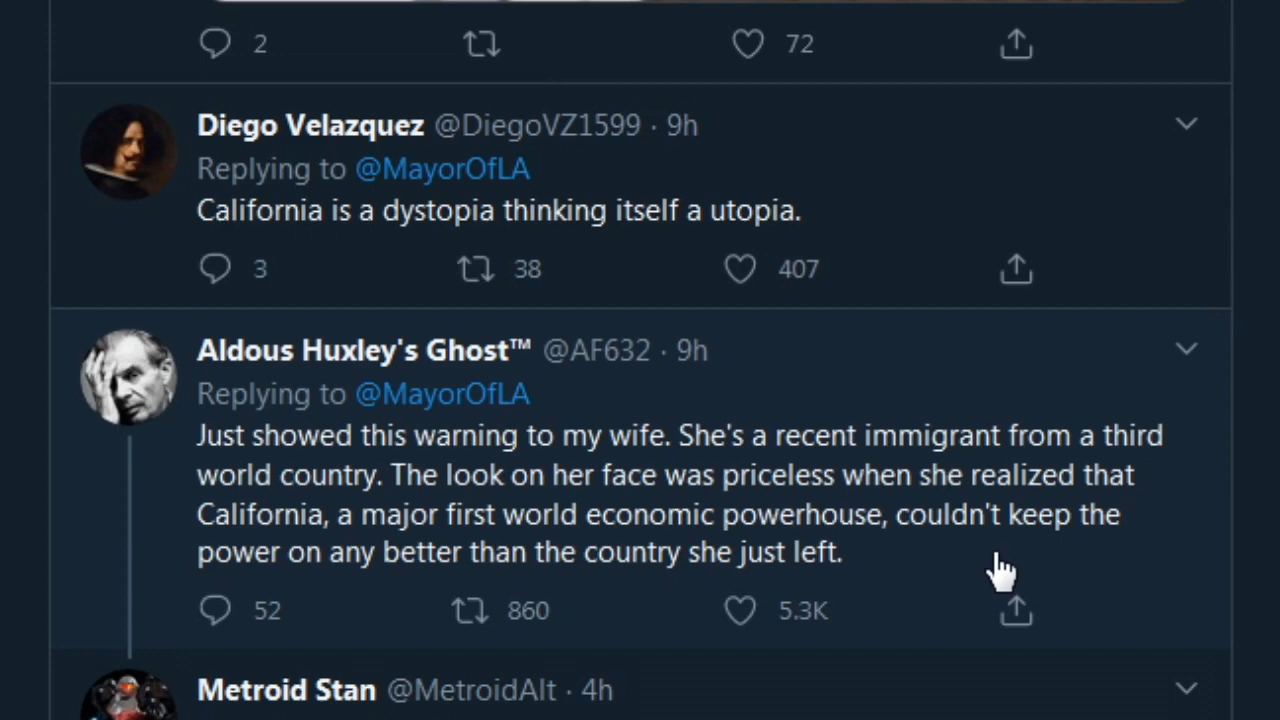 2 72
Diego Velazquez @DiegoVZ1599 · 9h
Replying to @MayorOfLA
California is a dystopia thinking itself a utopia.
3 38 407
Aldous Huxley's Ghost™ @AF632 · 9h
Replying to @MayorOfLA
Just showed this warning to my wife. She's a recent immigrant from a third
world country. The look on her face was priceless when she realized that
California, a major first world economic powerhouse, couldn't keep the
power on any better than the country she just left.
52 860 5.3K
Metroid Stan @MetroidAlt · 4h